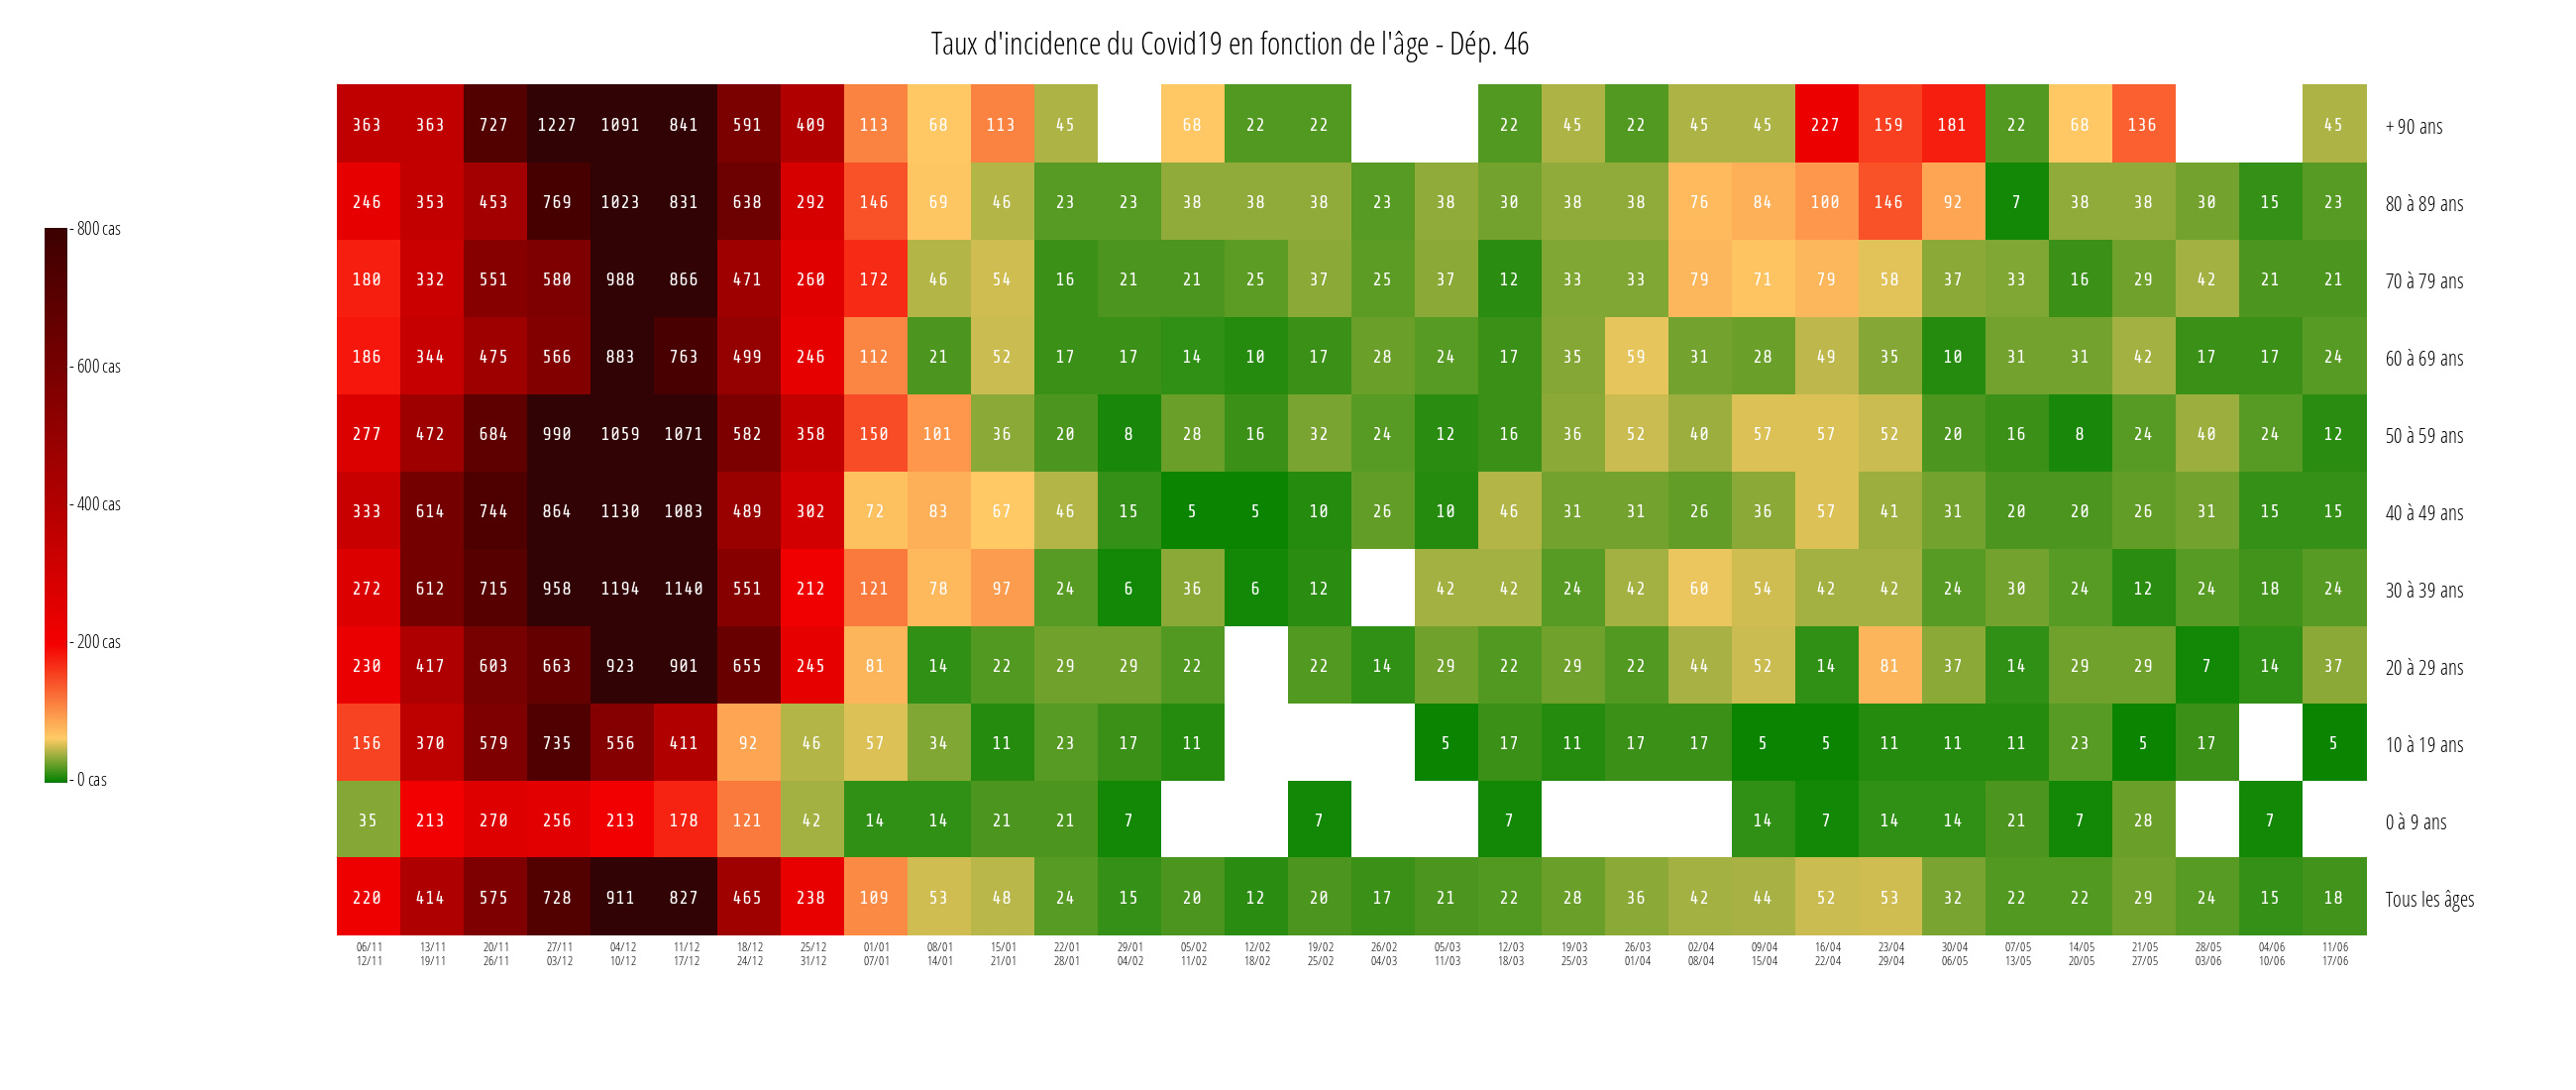 Taux d'incidence du Covid19 en fonction de l'âge - Dép. 46
363 363 727 1227 1091 841 591 409 113 68 113 45 68 22 22 22 45 22 45 45 227 159 181 22 68 136 45 + 90 ans
246 353 453 769 1023 831 638 292 146 69 46 23 23 38 38 38 23 38 30 38 38 76 84 100 146 92 7 38 38 30 15 23 80 à 89 ans
180 332 551 580 988 866 471 260 172 46 54 16 21 21 25 37 25 37 12 33 33 79 71 79 58 37 33 16 29 42 21 21 70 à 79 ans
186 344 475 566 883 763 499 246 112 21 52 17 17 14 10 17 28 24 17 35 59 31 28 49 35 10 31 31 42 17 17 24 60 à 69 ans
277 472 684 990 1059 1071 582 358 150 101 36 20 8 28 16 32 24 12 16 36 52 40 57 57 52 20 16 8 24 40 24 12 50 à 59 ans
333 614 744 864 1130 1083 489 302 72 83 67 46 15 5 5 10 26 10 46 31 31 26 36 57 41 31 20 20 26 31 15 15 40 à 49 ans
272 612 715 958 1194 1140 551 212 121 78 97 24 6 36 6 12 42 42 24 42 60 54 42 42 24 30 24 12 24 18 24 30 à 39 ans
230 417 603 663 923 901 655 245 81 14 22 29 29 22 22 14 29 22 29 22 44 52 14 81 37 14 29 29 7 14 37 20 à 29 ans
156 370 579 735 556 411 92 46 57 34 11 23 17 11 5 17 11 17 17 5 5 11 11 11 23 5 17 5 10 à 19 ans
35 213 270 256 213 178 121 42 14 14 21 21 7 7 7 14 7 14 14 21 7 28 7 0 à 9 ans
220 414 575 728 911 827 465 238 109 53 48 24 15 20 12 20 17 21 22 28 36 42 44 52 53 32 22 22 29 24 15 18 Tous les âges
06/11 13/11 20/11 27/11 04/12 11/12 18/12 25/12 01/01 08/01 15/01 22/01 29/01 05/02 12/02 19/02 26/02 05/03 12/03 19/03 26/03 02/04 09/04 16/04 23/04 30/04 07/05 14/05 21/05 28/05 04/06 11/06
12/11 19/11 26/11 03/12 10/12 17/12 24/12 31/12 07/01 14/01 21/01 28/01 04/02 11/02 18/02 25/02 04/03 11/03 18/03 25/03 01/04 08/04 15/04 22/04 29/04 06/05 13/05 20/05 27/05 03/06 10/06 17/06
- 800 cas
- 600 cas
- 400 cas
- 200 cas
- 0 cas